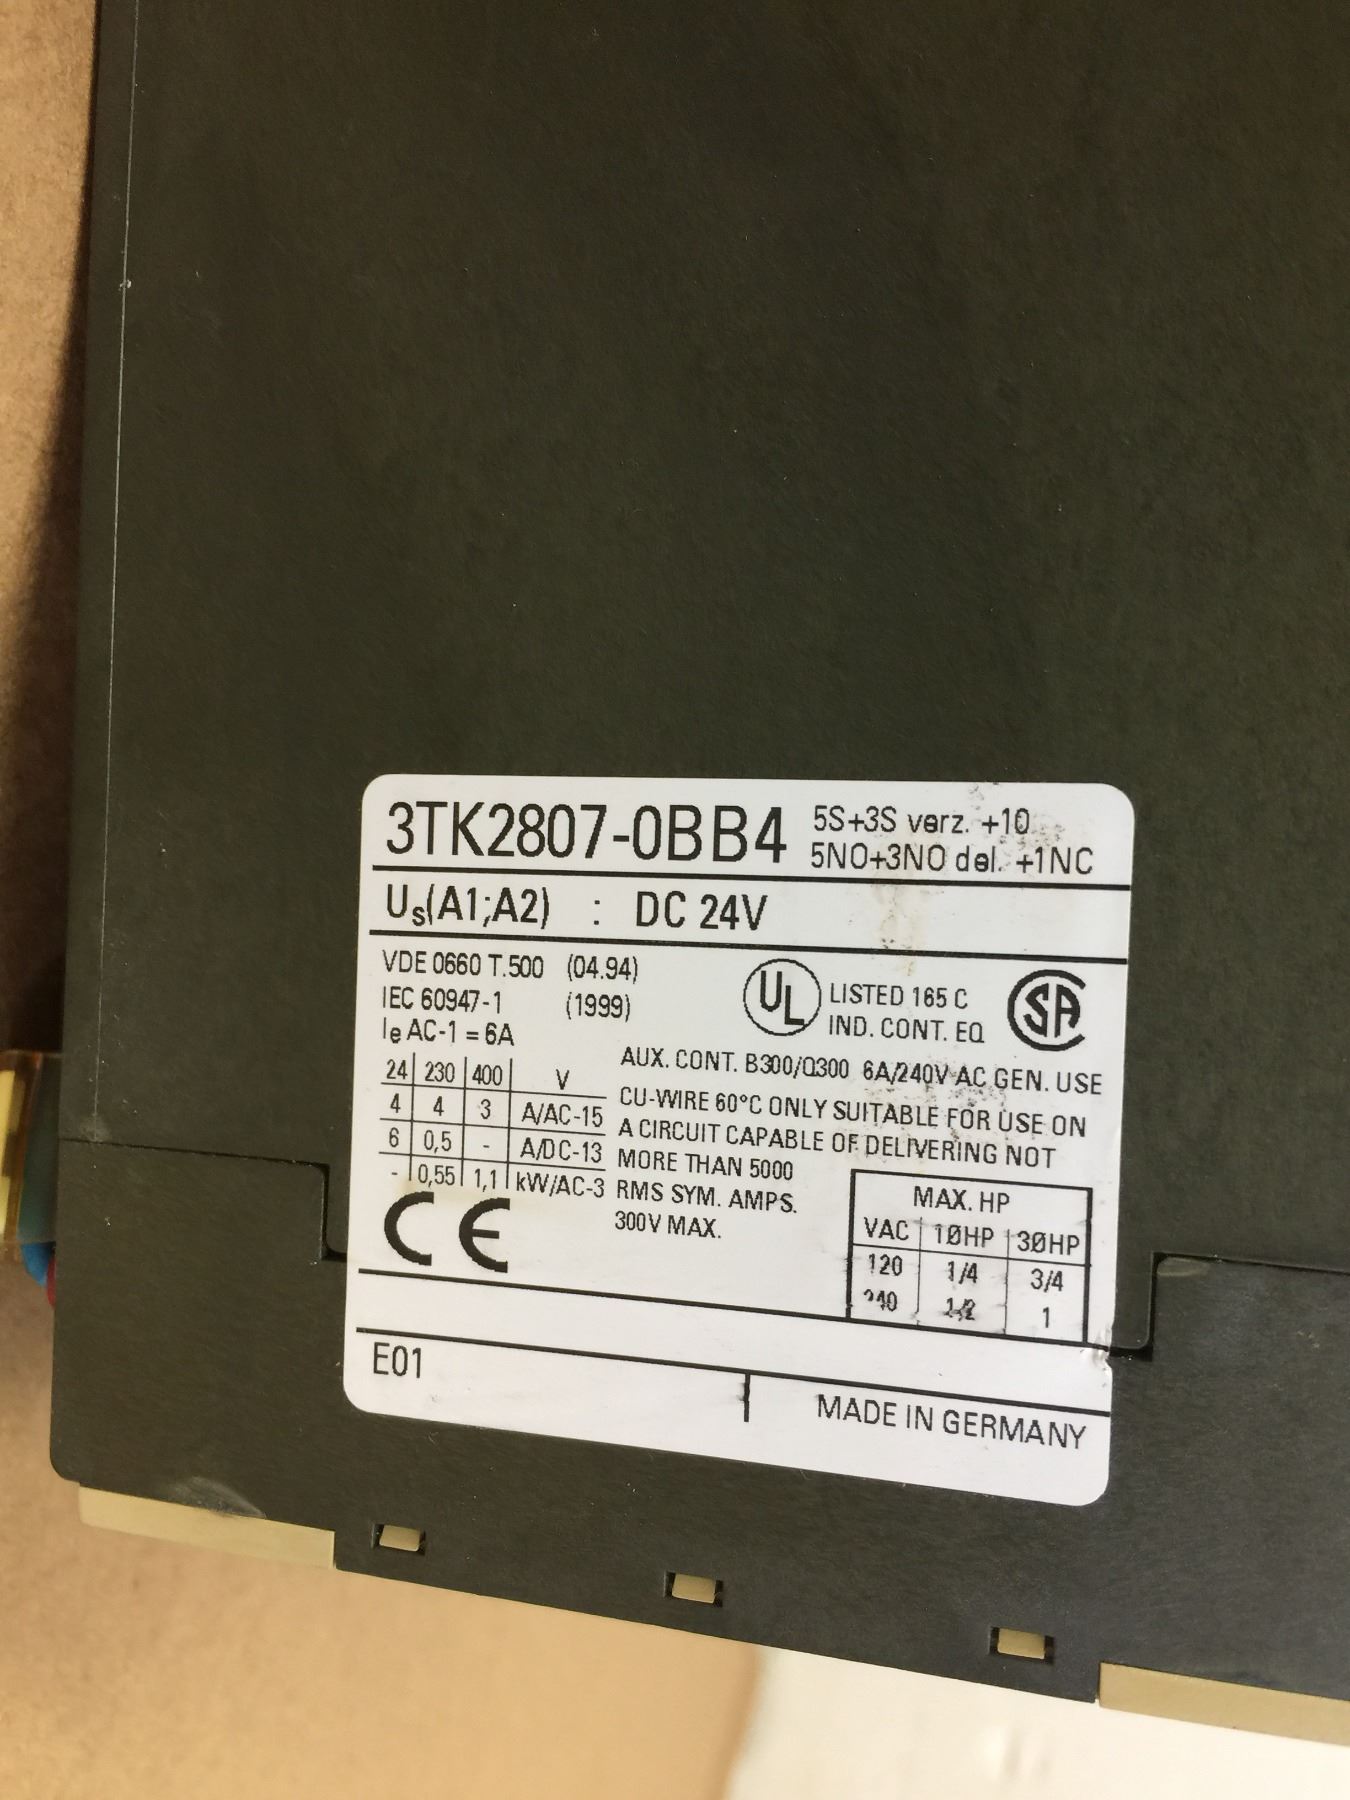 3TK2807-0BB4
5S+3S verz. +1Ö
5NO+3NO del. +1NC
Us(A1;A2) : DC 24V
VDE 0660 T.500 (04.94)
IEC 60947-1 (1999)
Ie AC-1 = 6A
UL LISTED 165 C
IND. CONT. EQ
SA
24 230 400 V
4 4 3 A/AC-15
6 0,5 - A/DC-13
- 0,55 1,1 kW/AC-3
AUX. CONT. B300/Q300 6A/240V AC GEN. USE
CU-WIRE 60°C ONLY SUITABLE FOR USE ON
A CIRCUIT CAPABLE OF DELIVERING NOT
MORE THAN 5000
RMS SYM. AMPS.
300V MAX.
MAX. HP
VAC 1ØHP 3ØHP
120 1/4 3/4
240 1/2 1
CE
E01
MADE IN GERMANY